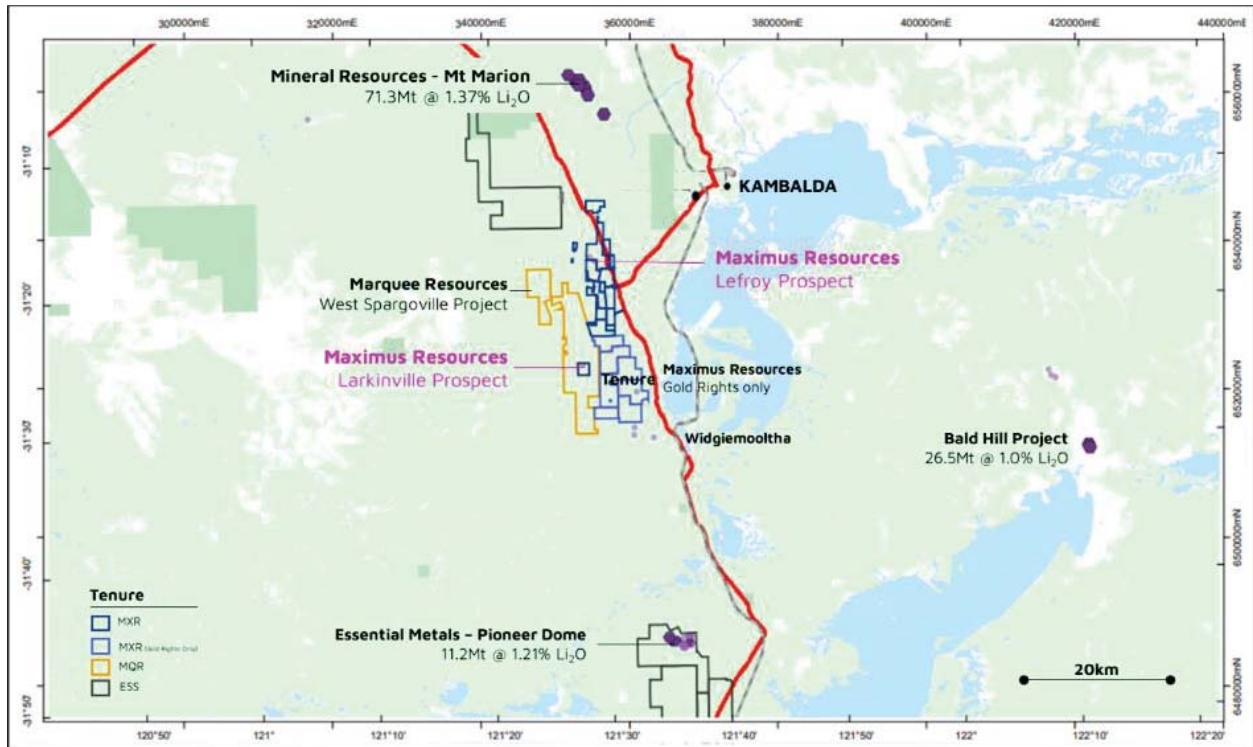 300000mE
320000mE
340000mE
360000mE
380000mE
400000mE
420000mE
440000mE
Mineral Resources - Mt Marion
71.3Mt @ 1.37% Li₂O
6560000mN
-31°10'
KAMBALDA
6540000mN
Maximus Resources
Lefroy Prospect
Marquee Resources
West Spargoville Project
-31°20'
Maximus Resources
Larkinville Prospect
Tenure
Maximus Resources
Gold Rights only
6520000mN
-31°30'
Widgiemooltha
Bald Hill Project
26.5Mt @ 1.0% Li₂O
6500000mN
-31°40'
Tenure
MXR
MXR (Gold Rights Only)
MQR
ESS
Essential Metals – Pioneer Dome
11.2Mt @ 1.21% Li₂O
20km
6480000mN
-31°50'
120°50'
121°
121°10'
121°20'
121°30'
121°40'
121°50'
122°
122°10'
122°20'